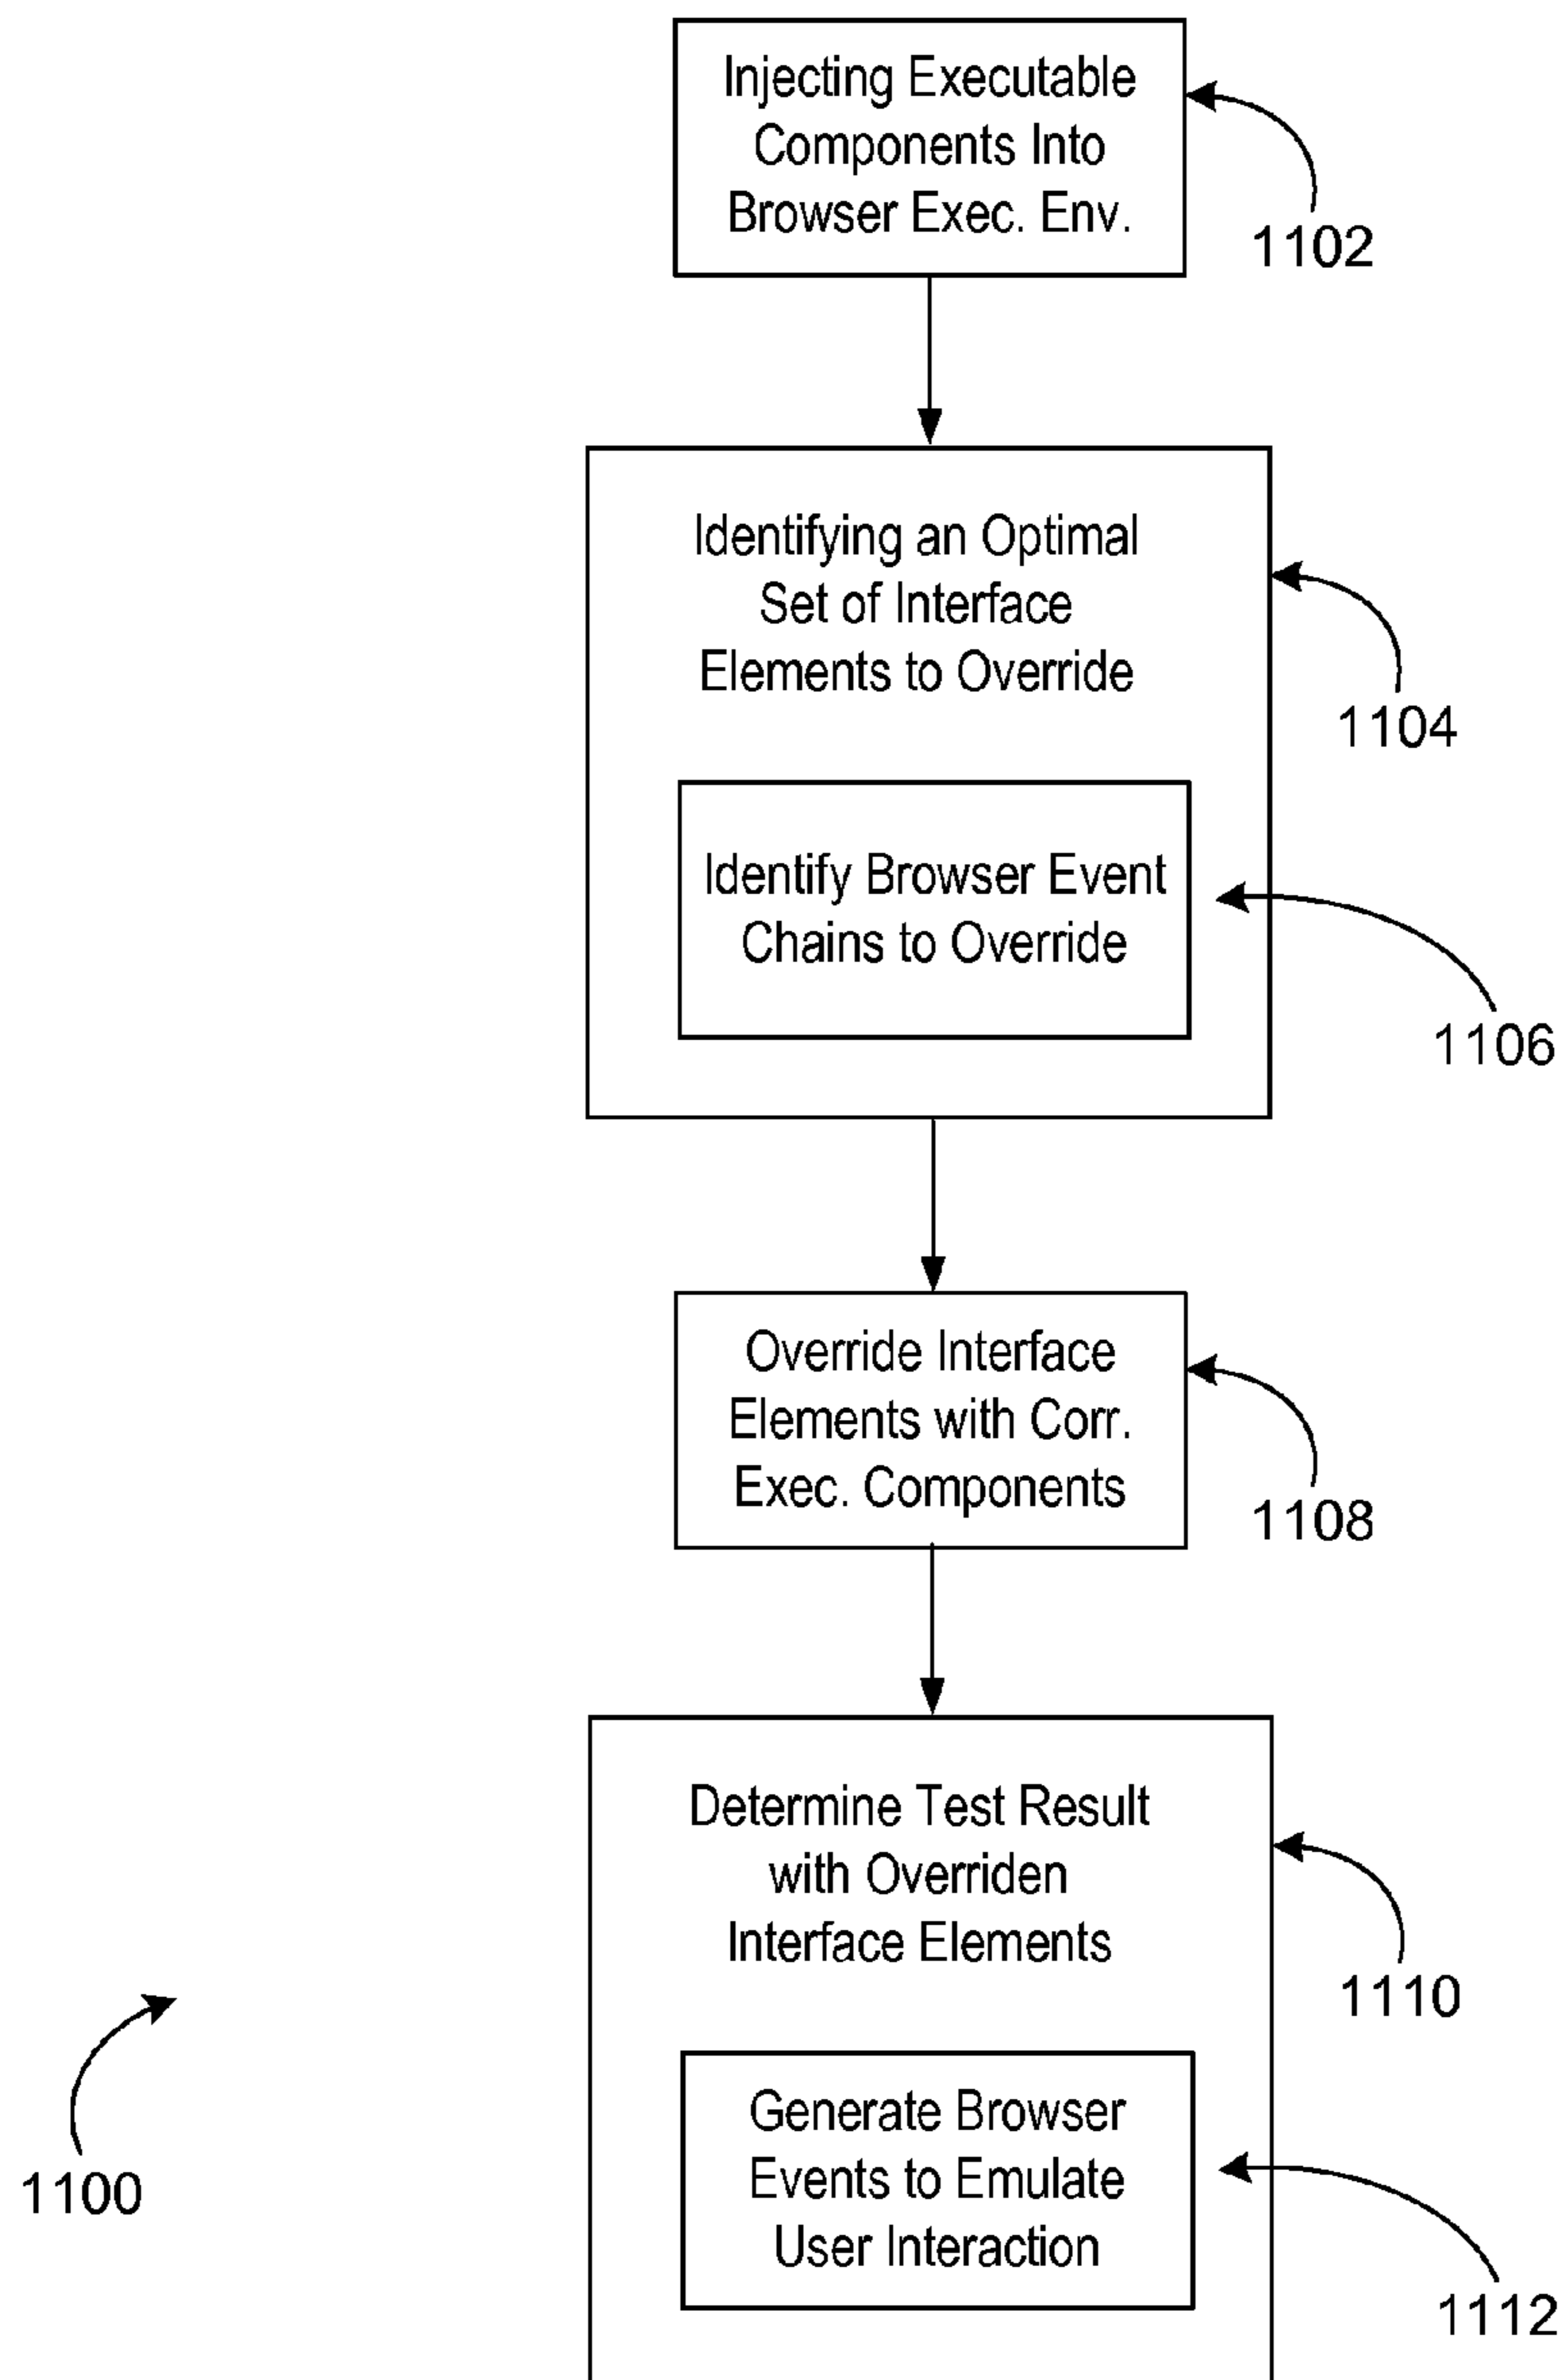 Injecting Executable
Components Into
Browser Exec. Env.
1102
Identifying an Optimal
Set of Interface
Elements to Override
1104
Identify Browser Event
Chains to Override
1106
Override Interface
Elements with Corr.
Exec. Components
1108
Determine Test Result
with Overriden
Interface Elements
1110
Generate Browser
Events to Emulate
User Interaction
1112
1100